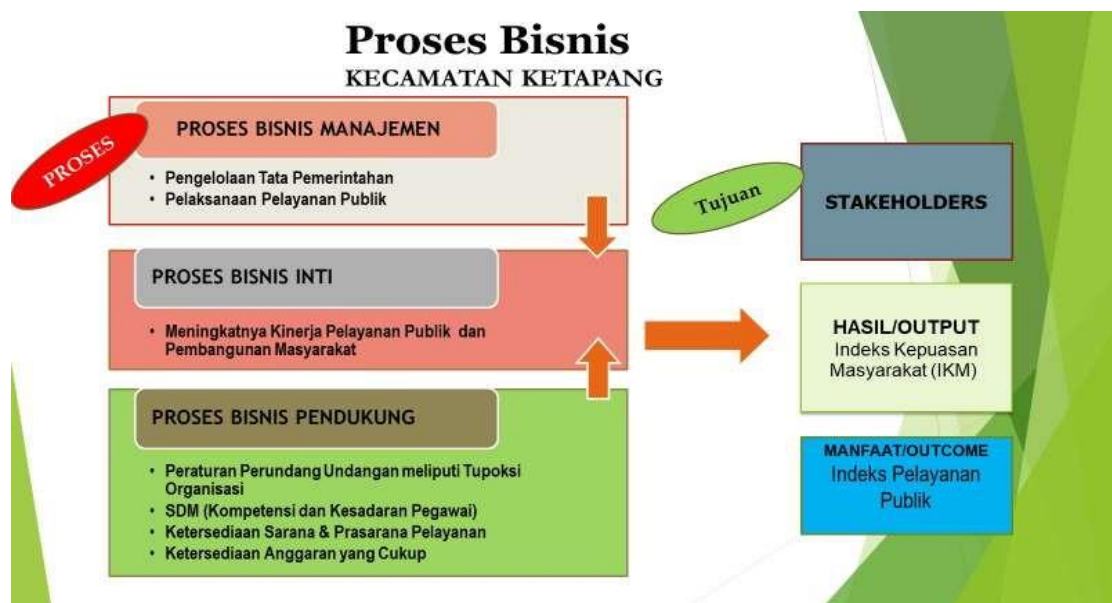 Proses Bisnis
KECAMATAN KETAPANG
PROSES
PROSES BISNIS MANAJEMEN
• Pengelolaan Tata Pemerintahan
• Pelaksanaan Pelayanan Publik
PROSES BISNIS INTI
• Meningkatnya Kinerja Pelayanan Publik dan
Pembangunan Masyarakat
PROSES BISNIS PENDUKUNG
• Peraturan Perundang Undangan meliputi Tupoksi
Organisasi
• SDM (Kompetensi dan Kesadaran Pegawai)
• Ketersediaan Sarana & Prasarana Pelayanan
• Ketersediaan Anggaran yang Cukup
Tujuan
STAKEHOLDERS
HASIL/OUTPUT
Indeks Kepuasan
Masyarakat (IKM)
MANFAAT/OUTCOME
Indeks Pelayanan
Publik